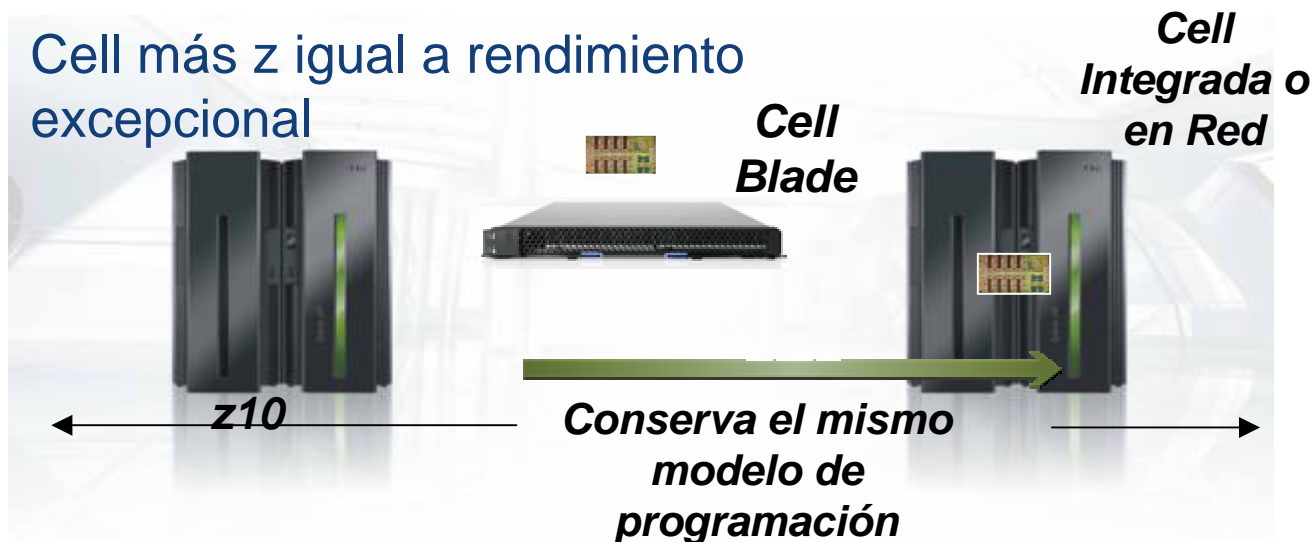 Cell más z igual a rendimiento
excepcional
Cell
Blade
Cell
Integrada o
en Red
z10
Conserva el mismo
modelo de
programación